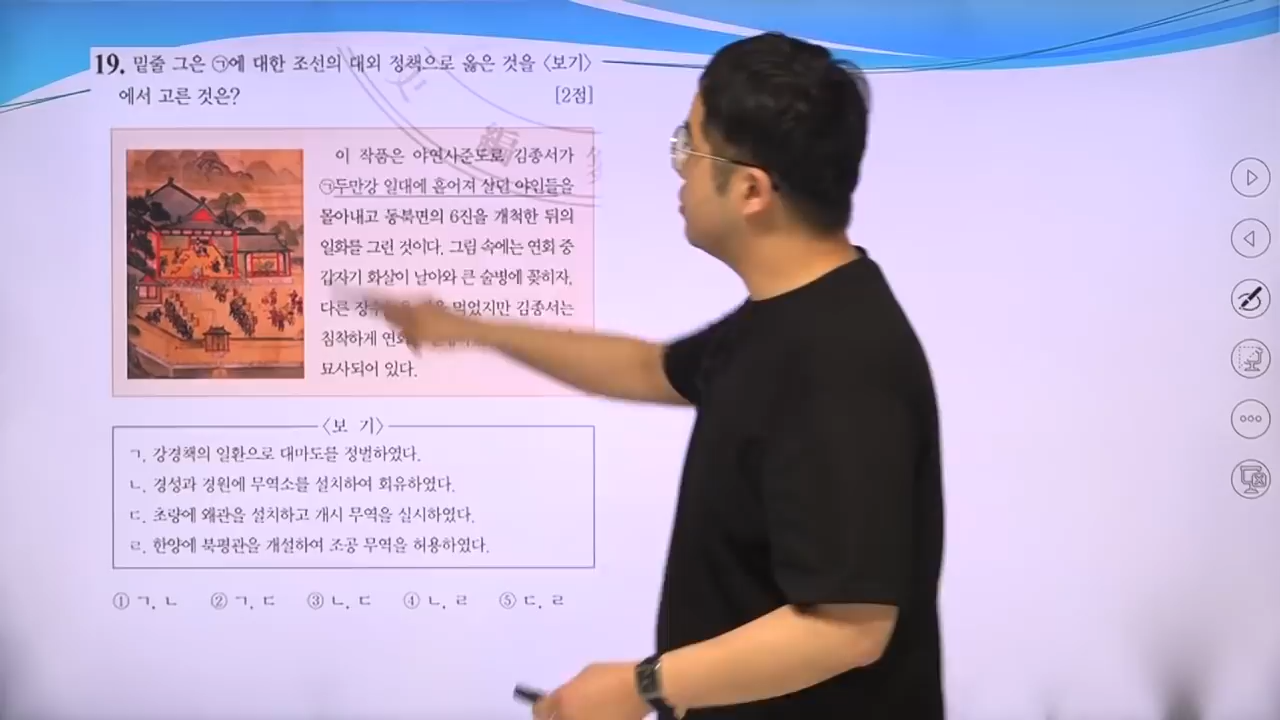 19. 밑줄 그은 ㉠에 대한 조선의 대외 정책으로 옳은 것을 〈보기〉
에서 고른 것은? [2점]
이 작품은 야연사준도로 김종서가
㉠두만강 일대에 흩어져 살던 야인들을
몰아내고 동북면의 6진을 개척한 뒤의
일화를 그린 것이다. 그림 속에는 연회 중
갑자기 화살이 날아와 큰 술병에 꽂히자,
다른 먹었지만 김종서는
침착하게
묘사되어 있다.
〈보 기〉
ㄱ. 강경책의 일환으로 대마도를 정벌하였다.
ㄴ. 경성과 경원에 무역소를 설치하여 회유하였다.
ㄷ. 초량에 왜관을 설치하고 개시 무역을 실시하였다.
ㄹ. 한양에 북평관을 개설하여 조공 무역을 허용하였다.
① ㄱ, ㄴ ② ㄱ, ㄷ ③ ㄴ, ㄷ ④ ㄴ, ㄹ ⑤ ㄷ, ㄹ